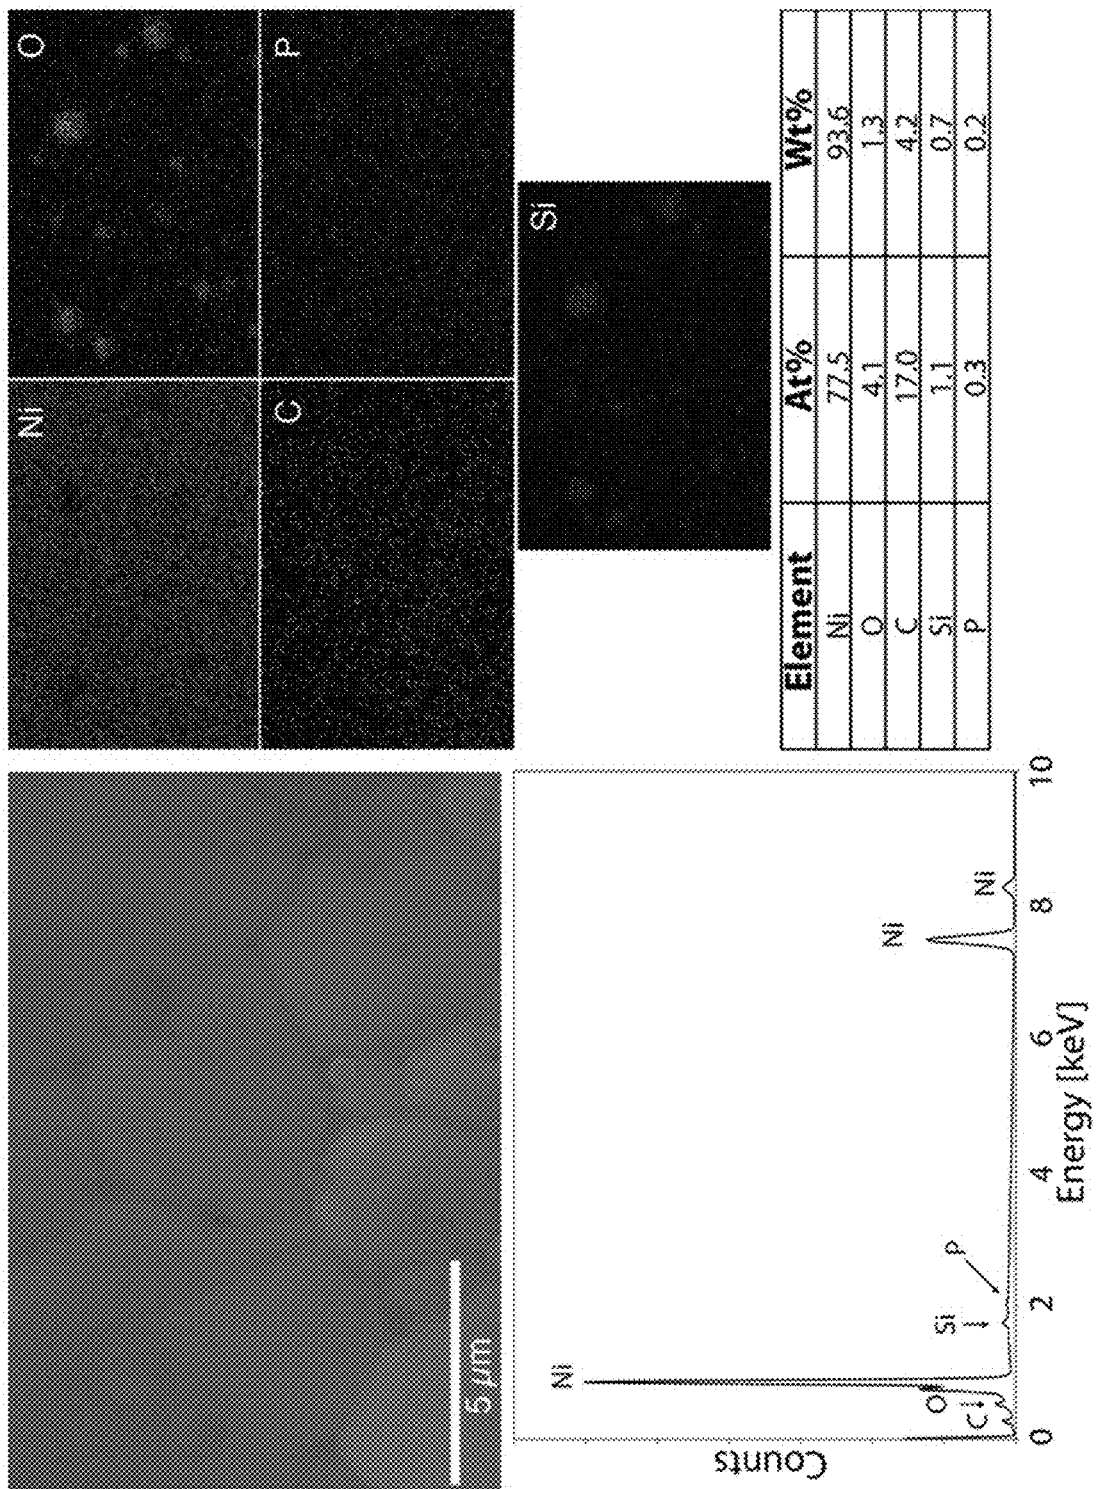 5 µm
Ni
O
C
P
Si
Counts
Ni
O
C
Si
P
Ni
Ni
0
2
4
6
8
10
Energy [keV]
Element At% Wt%
Ni 77.5 93.6
O 4.1 1.3
C 17.0 4.2
Si 1.1 0.7
P 0.3 0.2